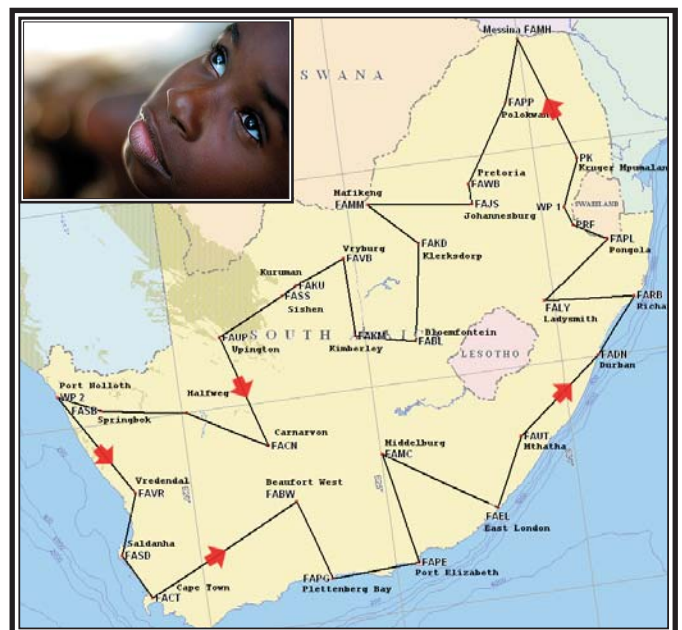 Messina FAMH
SWANA
FAPP
Polokwan
PK
Kruger Mpumalan
Pretoria
FAWB
Mafikeng
FAMM
FAJS
Johannesburg
WP 1
SWAZILAND
PRF
FAPL
Pongola
FAKD
Klerksdorp
Vryburg
FAVB
Kuruman
FAKU
FASS
Sishen
FALY
Ladysmith
FARB
Richa
SOUTH AFRIC
FAUP
Upington
FAKM
Kimberley
Bloemfontein
FABL
LESOTHO
FADN
Durban
Port Nolloth
WP 2
FASB
Springbok
Halfweg
Carnarvon
FACN
Middelburg
FAMC
FAUT
Mthatha
Vredendal
FAVR
Beaufort West
FABW
FAEL
East London
Saldanha
FASD
FACT
Cape Town
FAPG
Plettenberg Bay
FAPE
Port Elizabeth